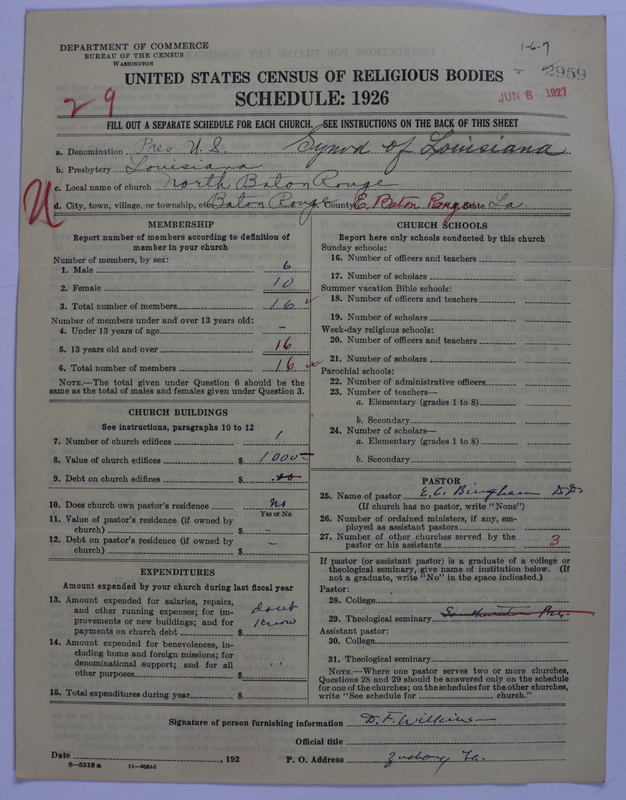 DEPARTMENT OF COMMERCE
BUREAU OF THE CENSUS
WASHINGTON
1-6-7
2959
JUN 8 1927
UNITED STATES CENSUS OF RELIGIOUS BODIES
SCHEDULE: 1926
29
FILL OUT A SEPARATE SCHEDULE FOR EACH CHURCH. SEE INSTRUCTIONS ON THE BACK OF THIS SHEET
a. Denomination Pres. U. S. Synod of Louisiana
b. Presbytery Louisiana
c. Local name of church North Baton Rouge
d. City, town, village, or township, etc. Baton Rouge County E. Baton Rouge State La.
MEMBERSHIP
Report number of members according to definition of
member in your church
Number of members, by sex:
1. Male 6
2. Female 10
3. Total number of members 16
Number of members under and over 13 years old:
4. Under 13 years of age –
5. 13 years old and over 16
6. Total number of members 16
NOTE.—The total given under Question 6 should be the
same as the total of males and females given under Question 3.
CHURCH BUILDINGS
See instructions, paragraphs 10 to 12
7. Number of church edifices 1
8. Value of church edifices $ 1000
9. Debt on church edifices $
10. Does church own pastor's residence no
Yes or No
11. Value of pastor's residence (if owned by
church) $ –
12. Debt on pastor's residence (if owned by
church) $ –
EXPENDITURES
Amount expended by your church during last fiscal year
13. Amount expended for salaries, repairs,
and other running expenses; for im-
provements or new buildings; and for
payments on church debt $ dont know
14. Amount expended for benevolences, in-
cluding home and foreign missions; for
denominational support; and for all
other purposes $ "
15. Total expenditures during year $
CHURCH SCHOOLS
Report here only schools conducted by this church
Sunday schools:
16. Number of officers and teachers
17. Number of scholars
Summer vacation Bible schools:
18. Number of officers and teachers
19. Number of scholars
Week-day religious schools:
20. Number of officers and teachers
21. Number of scholars
Parochial schools:
22. Number of administrative officers
23. Number of teachers—
a. Elementary (grades 1 to 8)
b. Secondary
24. Number of scholars—
a. Elementary (grades 1 to 8)
b. Secondary
PASTOR
25. Name of pastor E. C. Bingham D.D.
(If church has no pastor, write "None")
26. Number of ordained ministers, if any, em-
ployed as assistant pastors
27. Number of other churches served by the
pastor or his assistants 3
If pastor (or assistant pastor) is a graduate of a college or
theological seminary, give name of institution below. (If
not a graduate, write "No" in the space indicated.)
Pastor:
28. College
29. Theological seminary Southwestern Pre.
Assistant pastor:
30. College
31. Theological seminary
NOTE.—Where one pastor serves two or more churches,
Questions 28 and 29 should be answered only on the schedule
for one of the churches; on the schedules for the other churches,
write "See schedule for church."
Signature of person furnishing information D. F. Wilkins
Official title
Date , 192 P. O. Address Zachary La.
8—5518 a 11—9584d